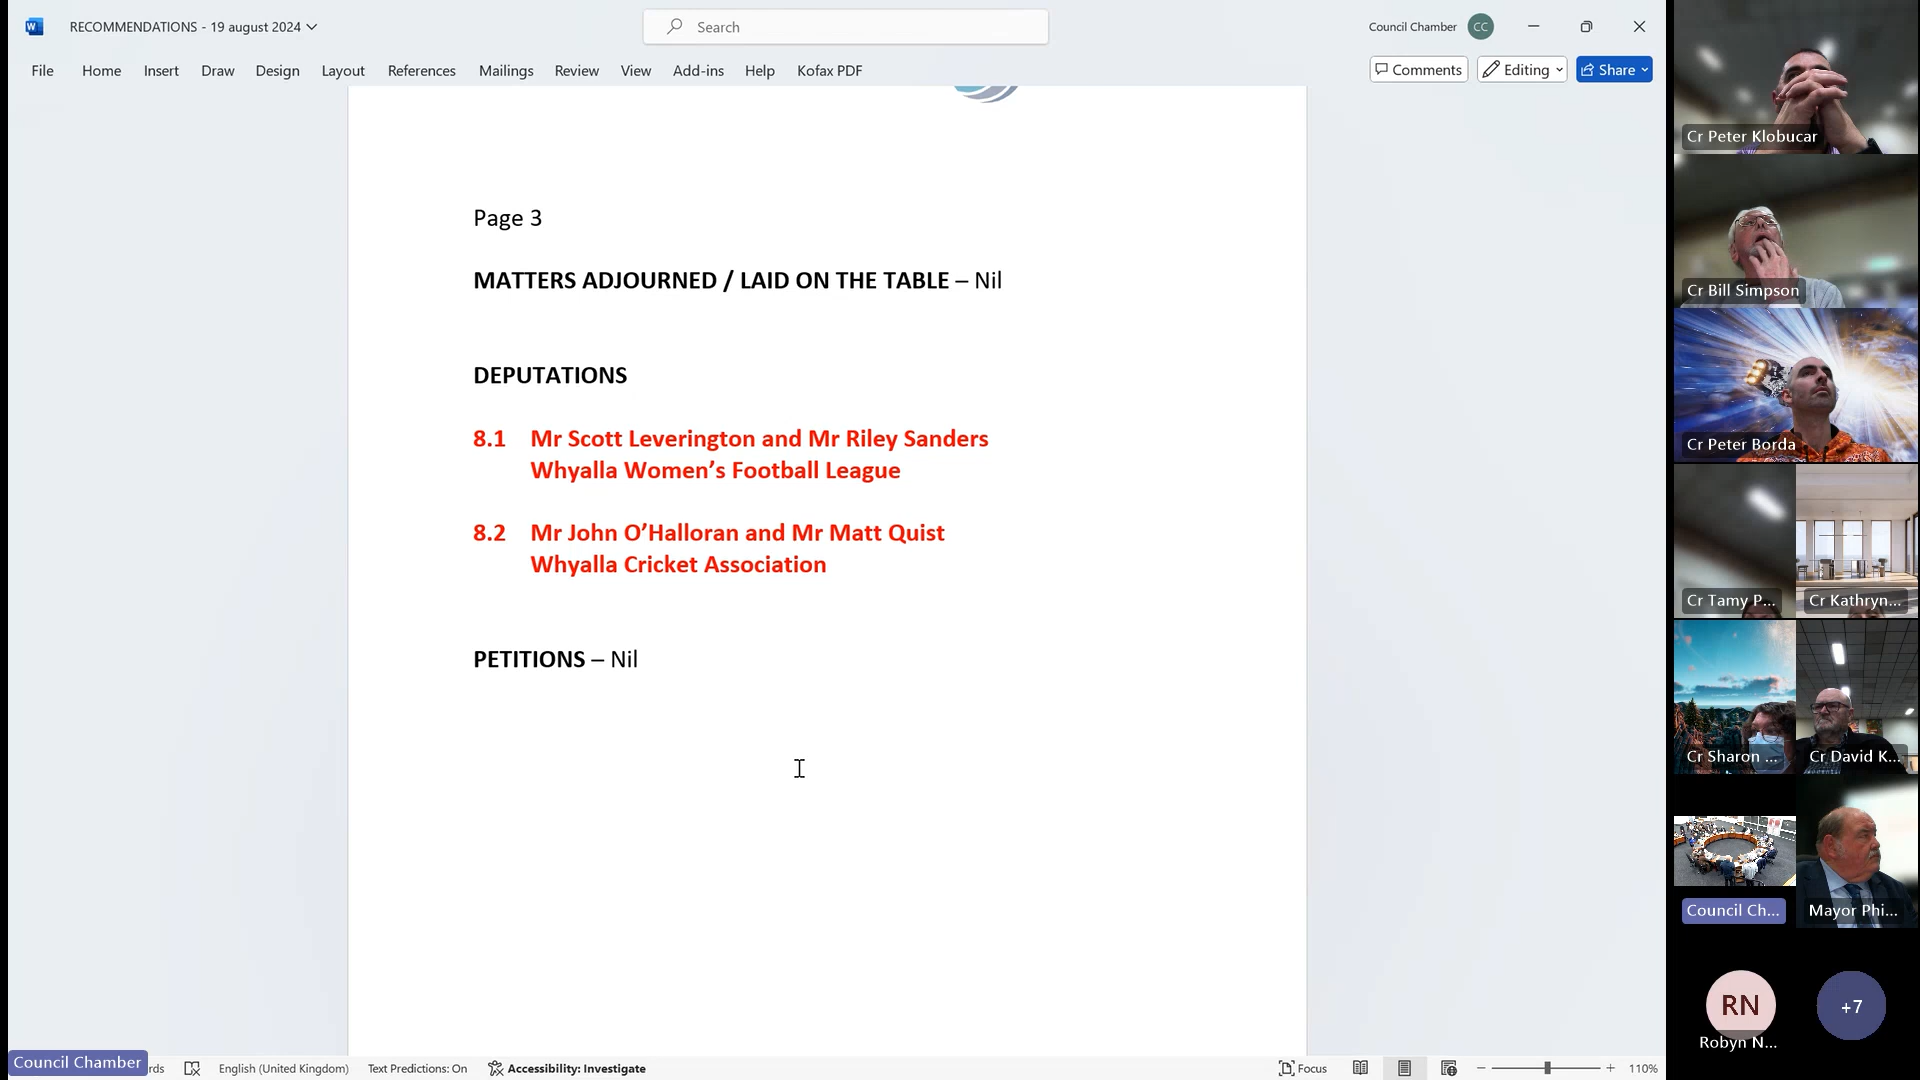 RECOMMENDATIONS - 19 august 2024
Search
Council Chamber
CC
File Home Insert Draw Design Layout References Mailings Review View Add-ins Help Kofax PDF
Comments
Editing
Share
Page 3
MATTERS ADJOURNED / LAID ON THE TABLE – Nil
DEPUTATIONS
8.1 Mr Scott Leverington and Mr Riley Sanders
Whyalla Women’s Football League
8.2 Mr John O’Halloran and Mr Matt Quist
Whyalla Cricket Association
PETITIONS – Nil
Council Chamber
rds
English (United Kingdom)
Text Predictions: On
Accessibility: Investigate
Focus
110%
Cr Peter Klobucar
Cr Bill Simpson
Cr Peter Borda
Cr Tamy P...
Cr Kathryn...
Cr Sharon ...
Cr David K...
Council Ch...
Mayor Phi...
RN
Robyn N...
+7